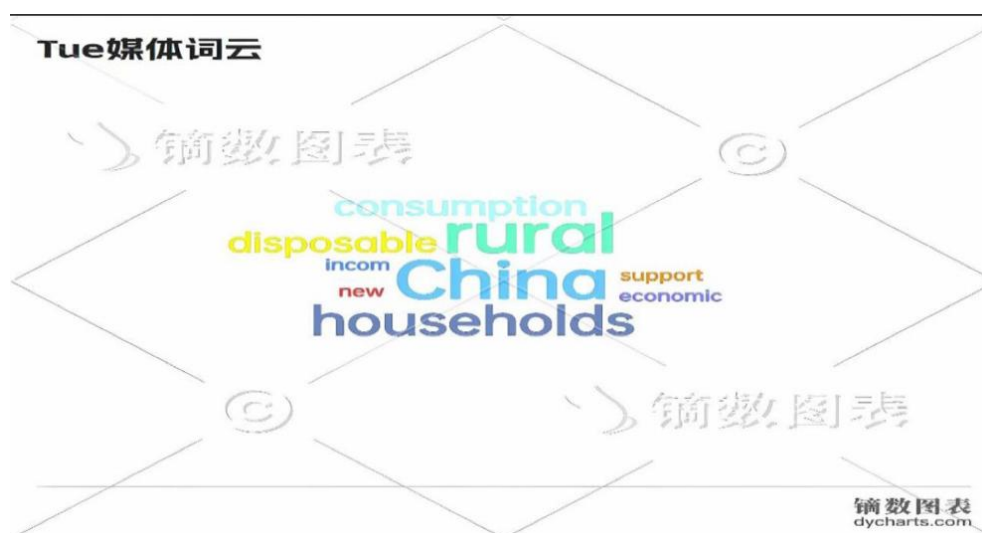 Tue媒体词云
镝数图表
©
consumption
disposable rural
incom China support
new economic
households
©
镝数图表
镝数图表
dycharts.com